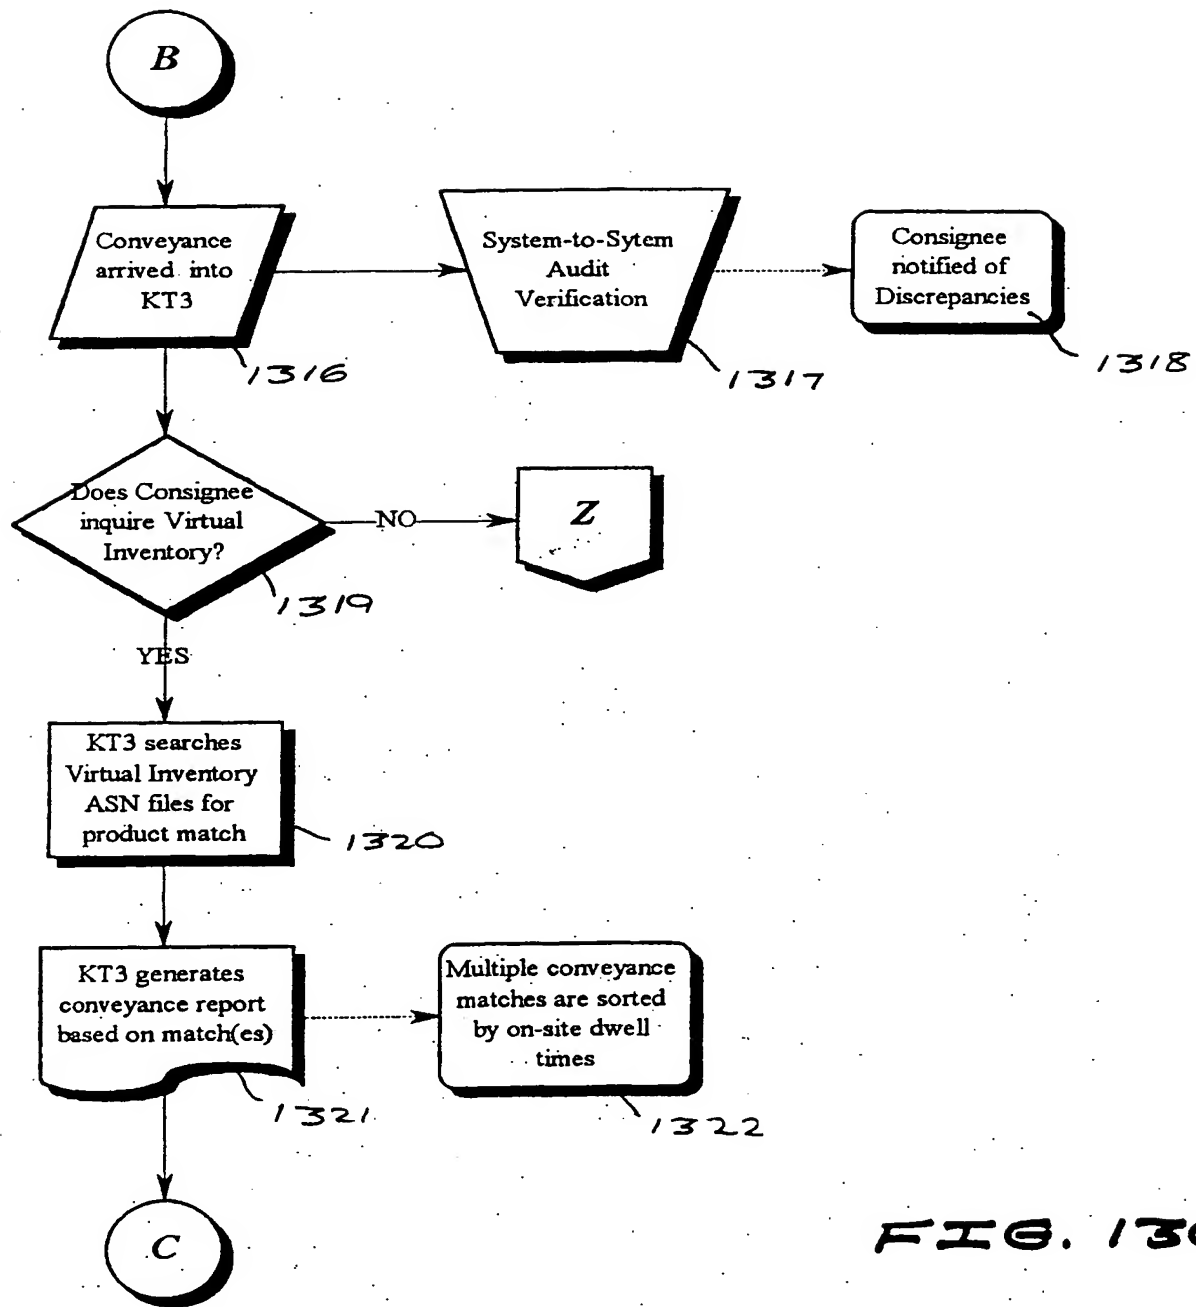 B
Conveyance
arrived into
KT3
1316
System-to-Sytem
Audit
Verification
1317
Consignee
notified of
Discrepancies
1318
Does Consignee
inquire Virtual
Inventory?
1319
NO
Z
YES
KT3 searches
Virtual Inventory
ASN files for
product match
1320
KT3 generates
conveyance report
based on match(es)
1321
Multiple conveyance
matches are sorted
by on-site dwell
times
1322
C
FIG.